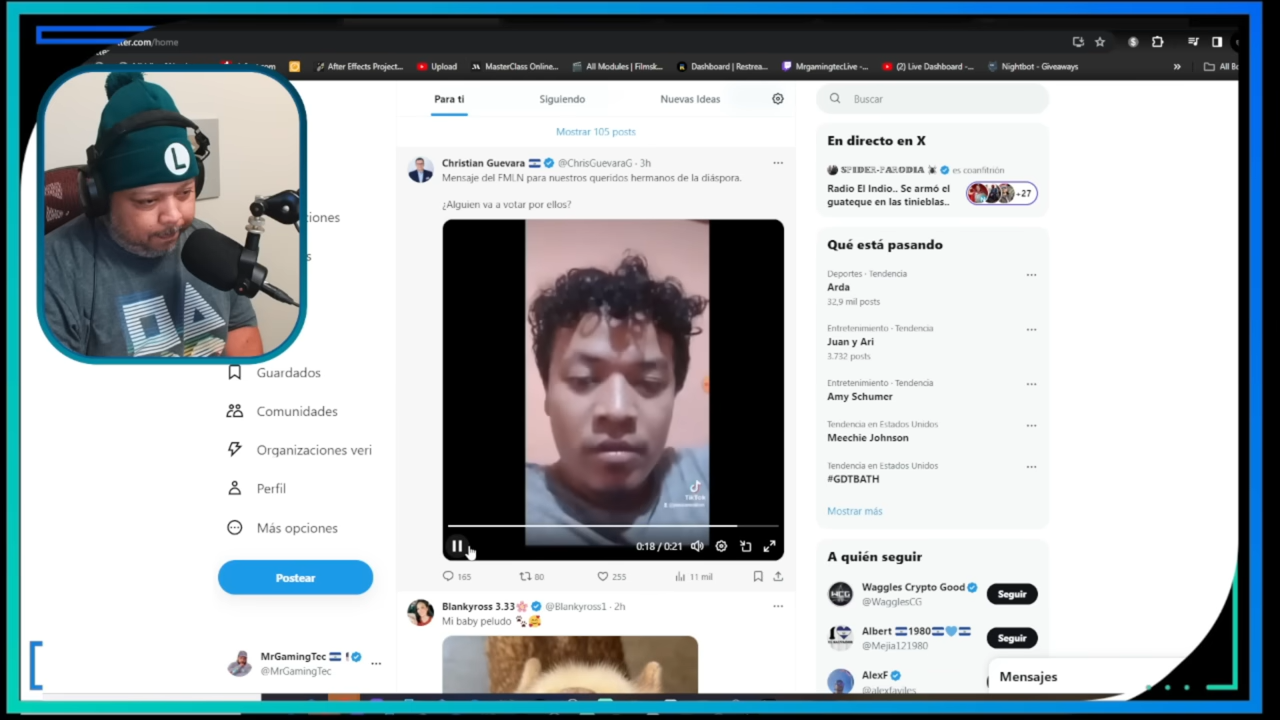 ter.com/home
After Effects Project...
Upload
MasterClass Online...
All Modules | Filmsk...
Dashboard | Restrea...
MrgamingtecLive -...
(2) Live Dashboard -...
Nightbot - Giveaways
»
All Bo
L
iones
s
Guardados
Comunidades
Organizaciones veri
Perfil
Más opciones
Postear
MrGamingTec
@MrGamingTec
Para ti
Siguiendo
Nuevas Ideas
Mostrar 105 posts
Christian Guevara @ChrisGuevaraG · 3h
Mensaje del FMLN para nuestros queridos hermanos de la diáspora.
¿Alguien va a votar por ellos?
TikTok
0:18 / 0:21
165
80
255
11 mil
Blankyross 3.33 @Blankyross1 · 2h
Mi baby peludo
Buscar
En directo en X
SPIDER-PARODIA es coanfitrión
Radio El Indio.. Se armó el
guateque en las tinieblas..
+27
Qué está pasando
Deportes · Tendencia
Arda
32,9 mil posts
Entretenimiento · Tendencia
Juan y Ari
3.732 posts
Entretenimiento · Tendencia
Amy Schumer
Tendencia en Estados Unidos
Meechie Johnson
Tendencia en Estados Unidos
#GDTBATH
Mostrar más
A quién seguir
Waggles Crypto Good
@WagglesCG
Seguir
Albert 1980
@Mejia121980
Seguir
AlexF
@alexfaviles
Mensajes